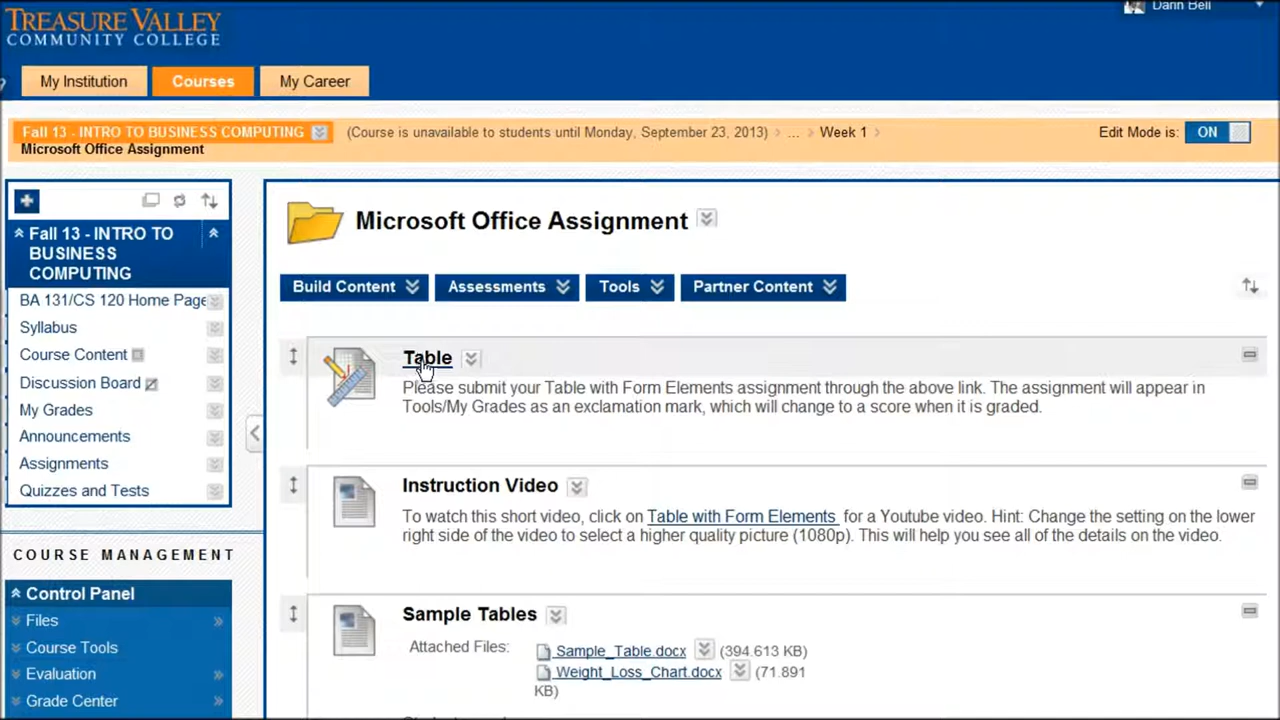 TREASURE VALLEY
COMMUNITY COLLEGE
Darin Bell
My Institution
Courses
My Career
Fall 13 - INTRO TO BUSINESS COMPUTING (Course is unavailable to students until Monday, September 23, 2013) ... Week 1
Microsoft Office Assignment
Edit Mode is: ON
Fall 13 - INTRO TO
BUSINESS
COMPUTING
BA 131/CS 120 Home Page
Syllabus
Course Content
Discussion Board
My Grades
Announcements
Assignments
Quizzes and Tests
COURSE MANAGEMENT
Control Panel
Files
Course Tools
Evaluation
Grade Center
Microsoft Office Assignment
Build Content
Assessments
Tools
Partner Content
Table
Please submit your Table with Form Elements assignment through the above link. The assignment will appear in
Tools/My Grades as an exclamation mark, which will change to a score when it is graded.
Instruction Video
To watch this short video, click on Table with Form Elements for a Youtube video. Hint: Change the setting on the lower
right side of the video to select a higher quality picture (1080p). This will help you see all of the details on the video.
Sample Tables
Attached Files:
Sample_Table.docx (394.613 KB)
Weight_Loss_Chart.docx (71.891
KB)